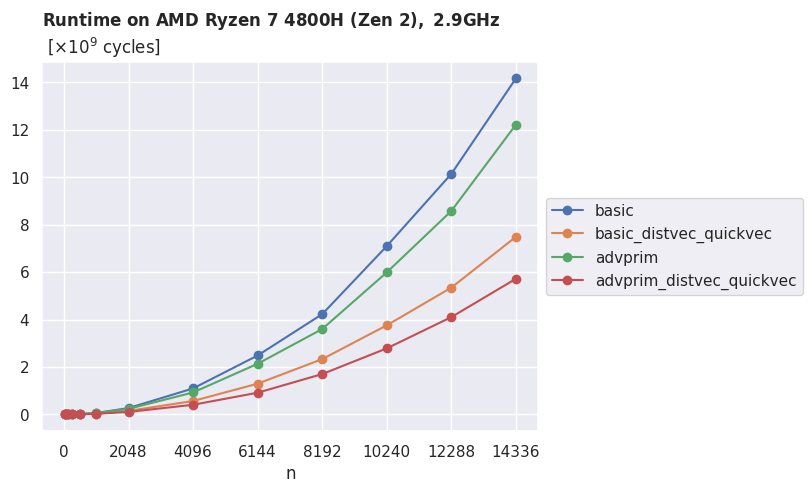 Runtime on AMD Ryzen 7 4800H (Zen 2), 2.9GHz
[×10⁹ cycles]
14
12
10
8
6
4
2
0
0 2048 4096 6144 8192 10240 12288 14336
n
basic
basic_distvec_quickvec
advprim
advprim_distvec_quickvec